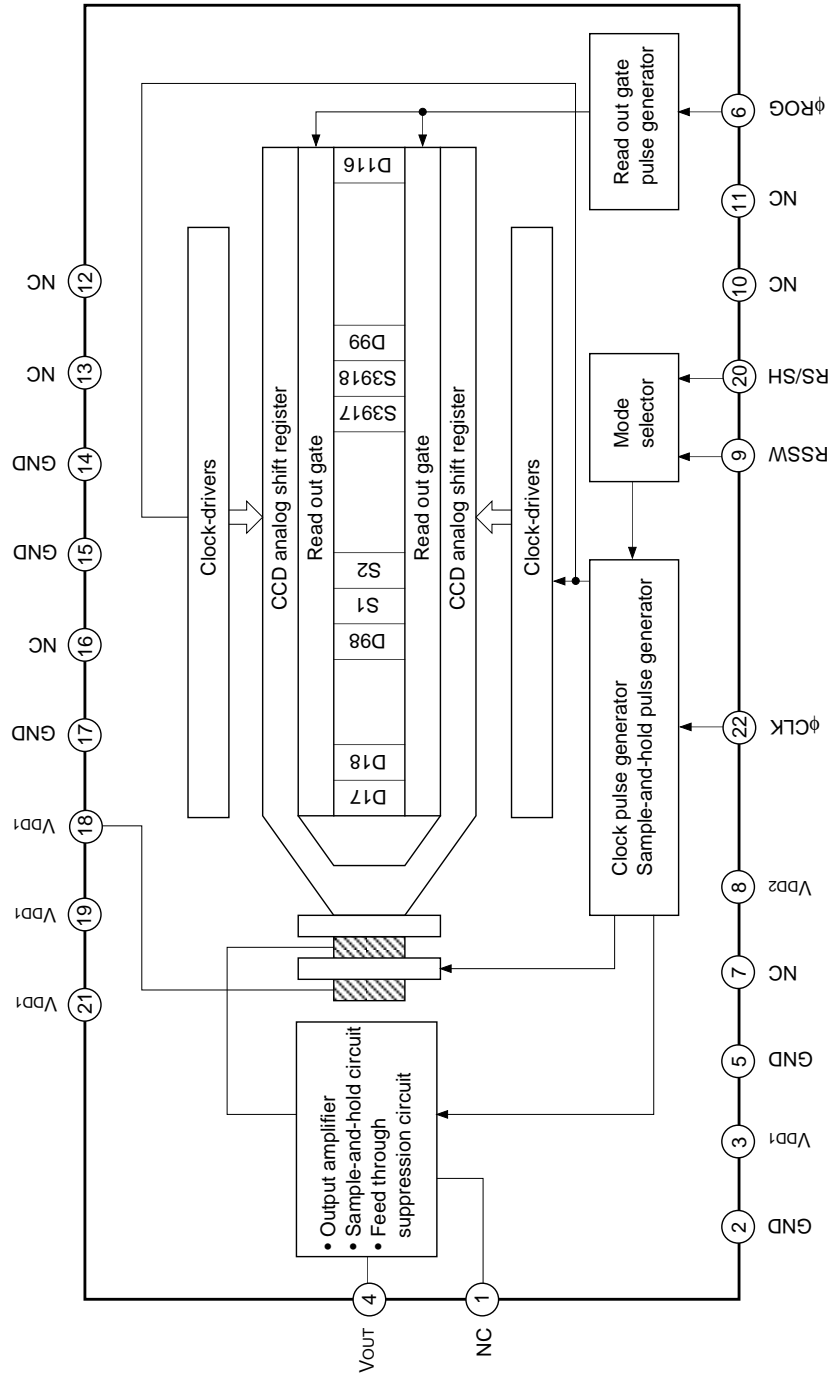 12 NC
13 NC
14 GND
15 GND
16 NC
17 GND
18 VDD1
19 VDD1
21 VDD1
Clock-drivers
CCD analog shift register
Read out gate
D17
D18
D98
S1
S2
S3917
S3918
D99
D116
Read out gate
CCD analog shift register
Clock-drivers
• Output amplifier
• Sample-and-hold circuit
• Feed through
suppression circuit
VOUT 4
NC 1
Clock pulse generator
Sample-and-hold pulse generator
Mode
selector
Read out gate
pulse generator
2 GND
3 VDD1
5 GND
7 NC
8 VDD2
22 ϕCLK
9 RSSW
20 RS/SH
10 NC
11 NC
6 ϕROG